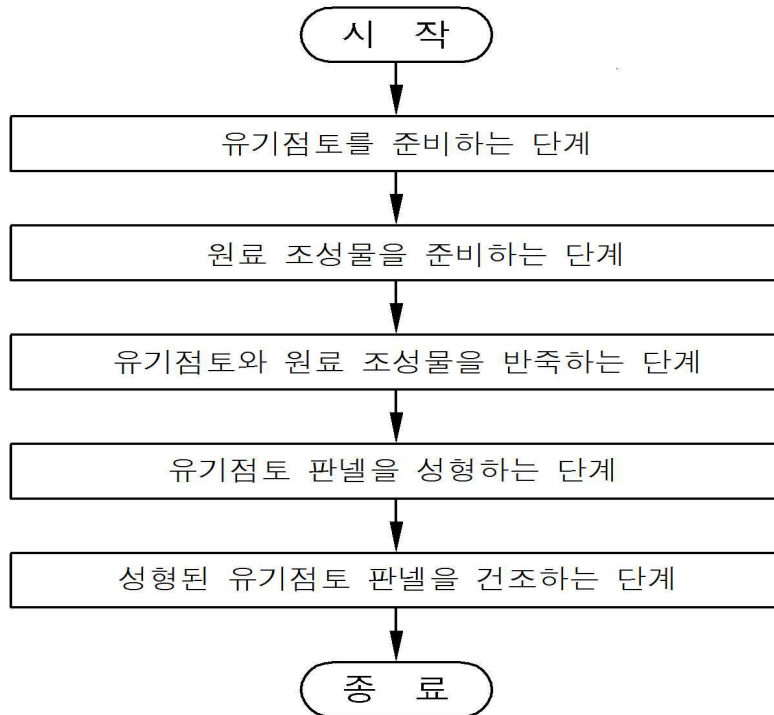 시 작
유기점토를 준비하는 단계
원료 조성물을 준비하는 단계
유기점토와 원료 조성물을 반죽하는 단계
유기점토 판넬을 성형하는 단계
성형된 유기점토 판넬을 건조하는 단계
종 료